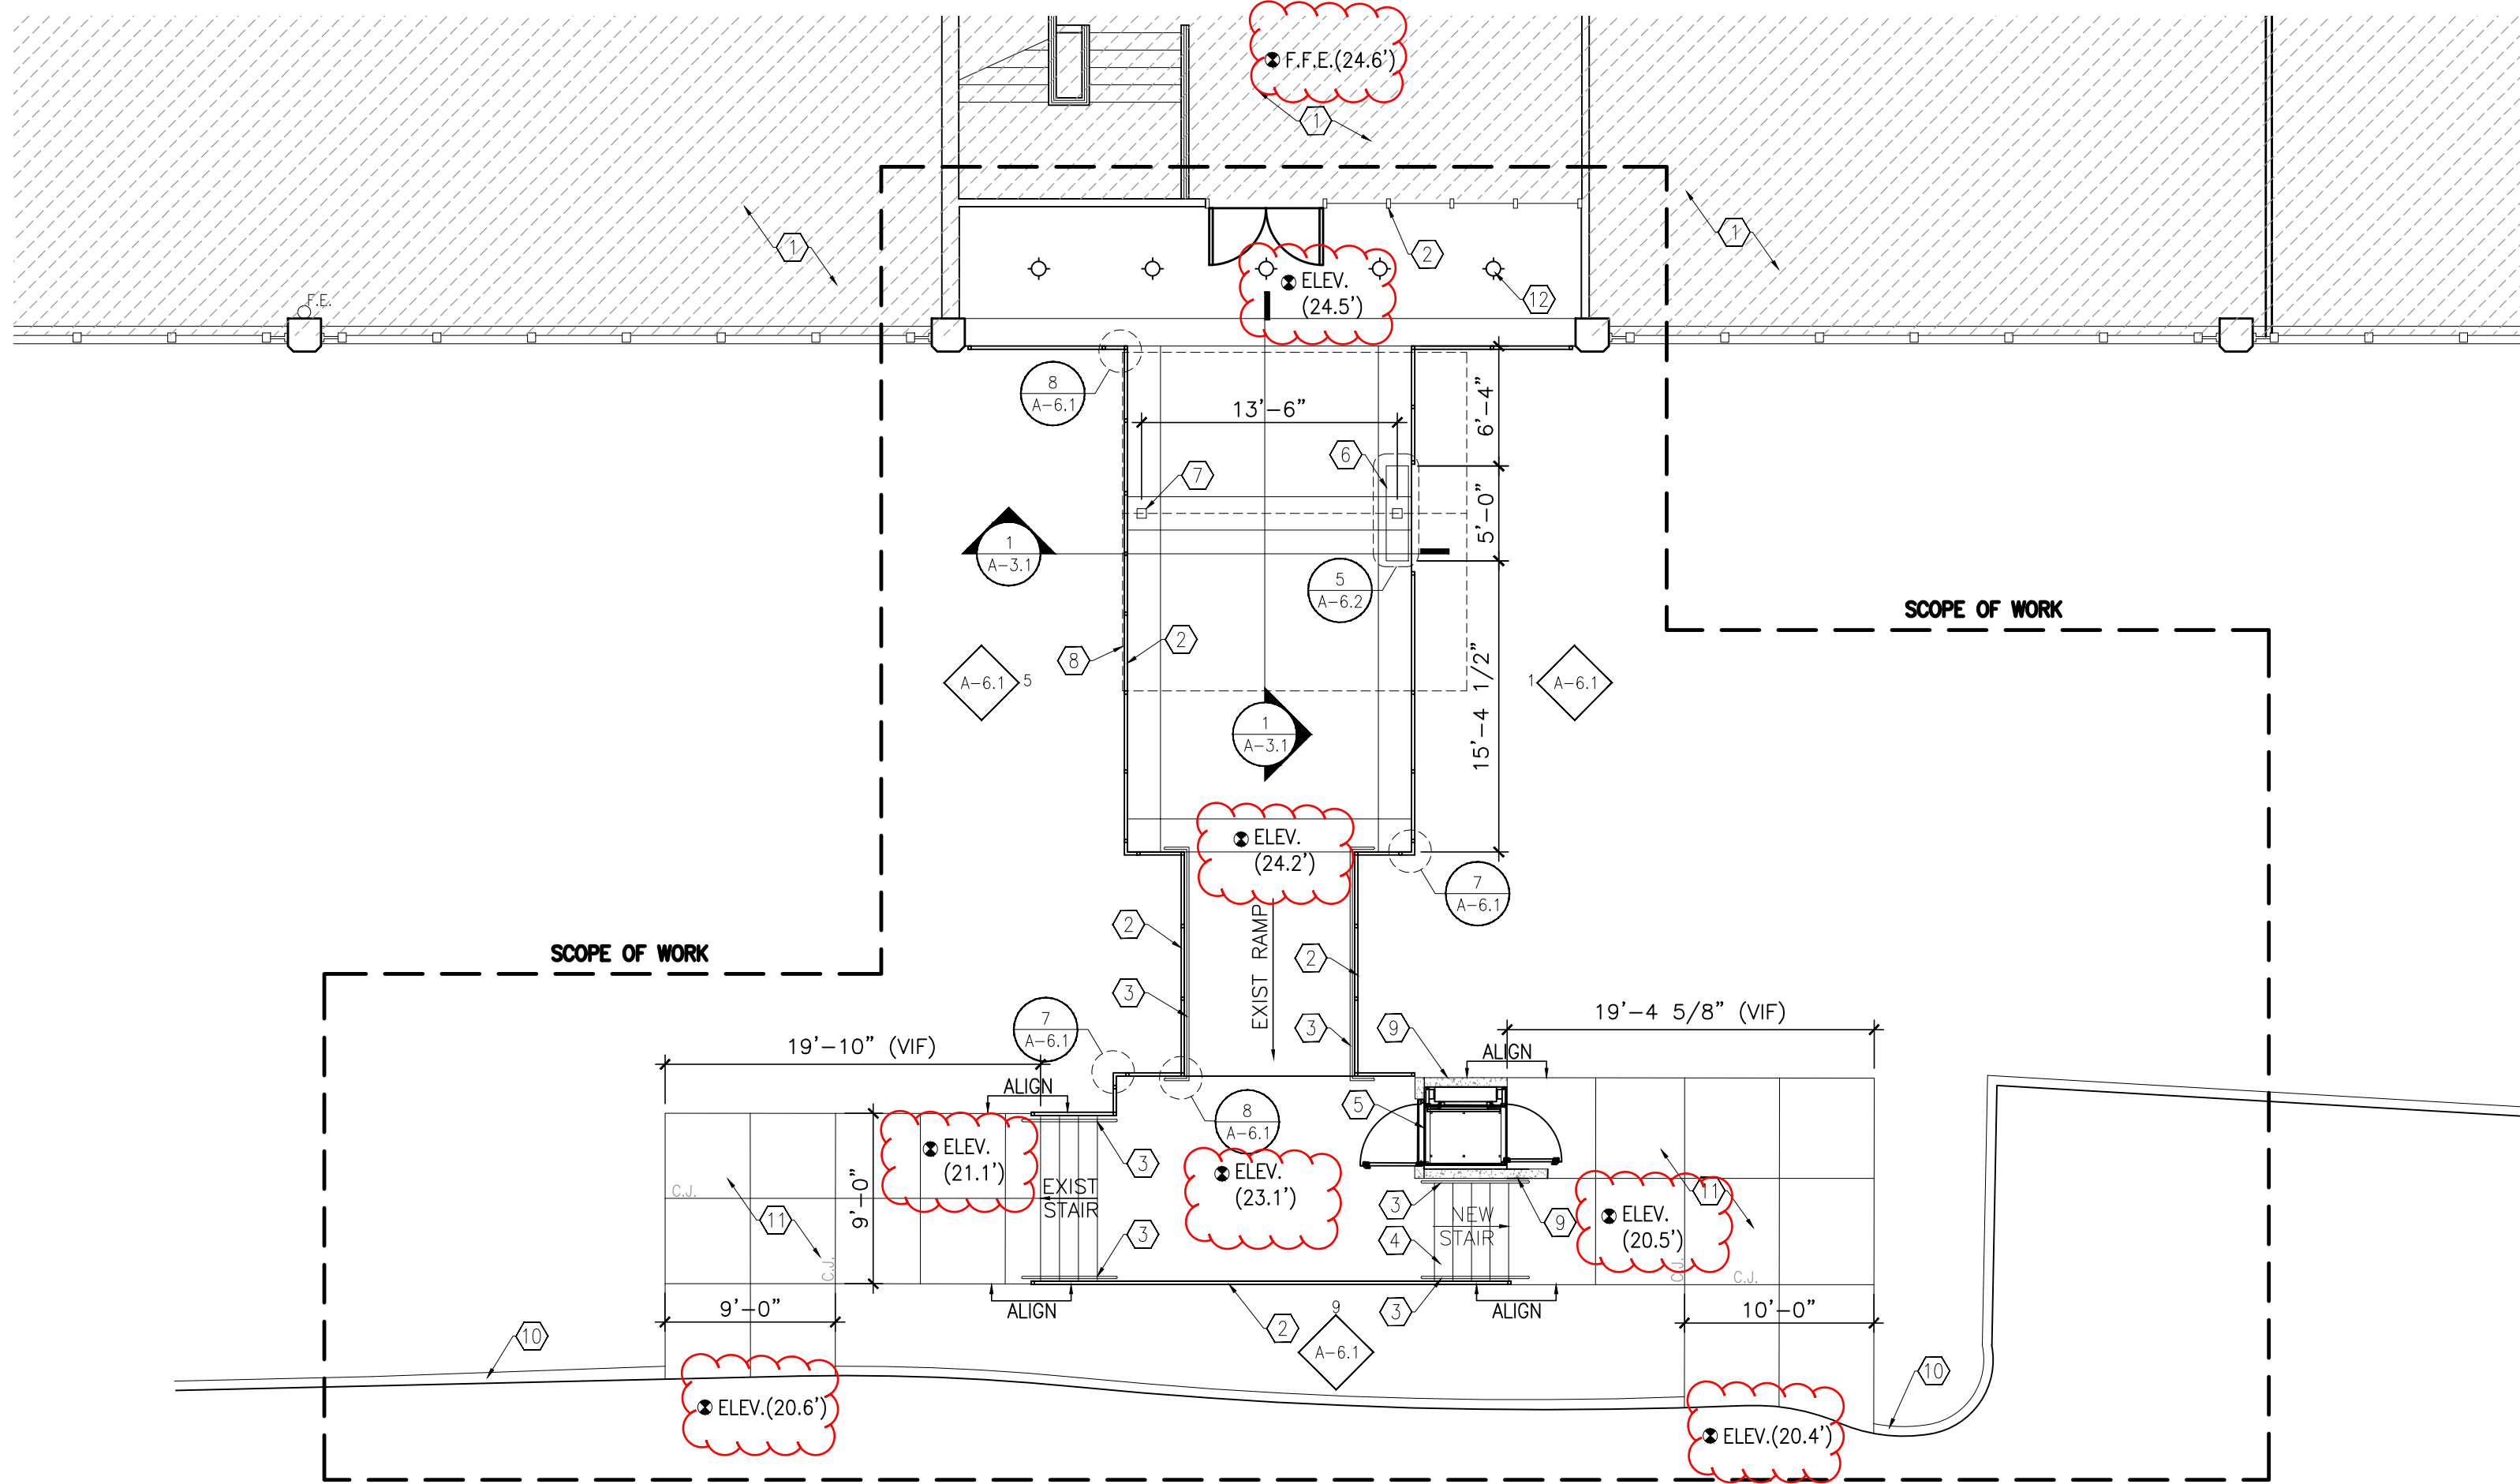 F.F.E.(24.6')
1
1
2
1
ELEV.
(24.5')
12
F.E.
8
A-6.1
13'-6"
6'-4"
6
7
5'-0"
1
A-3.1
5
A-6.2
SCOPE OF WORK
2
8
A-6.1
5
1
A-6.1
15'-4 1/2"
1
A-3.1
ELEV.
(24.2')
7
A-6.1
EXIST RAMP
2
2
SCOPE OF WORK
3
3
7
A-6.1
9
19'-4 5/8" (VIF)
19'-10" (VIF)
ALIGN
ALIGN
5
8
A-6.1
ELEV.
(21.1')
3
ELEV.
(23.1')
EXIST
STAIR
C.J.
9'-0"
11
3
3
NEW
STAIR
4
9
11
ELEV.
(20.5')
C.J.
C.J.
C.J.
9'-0"
ALIGN
2
9
A-6.1
3
ALIGN
10'-0"
10
10
ELEV.(20.6')
ELEV.(20.4')